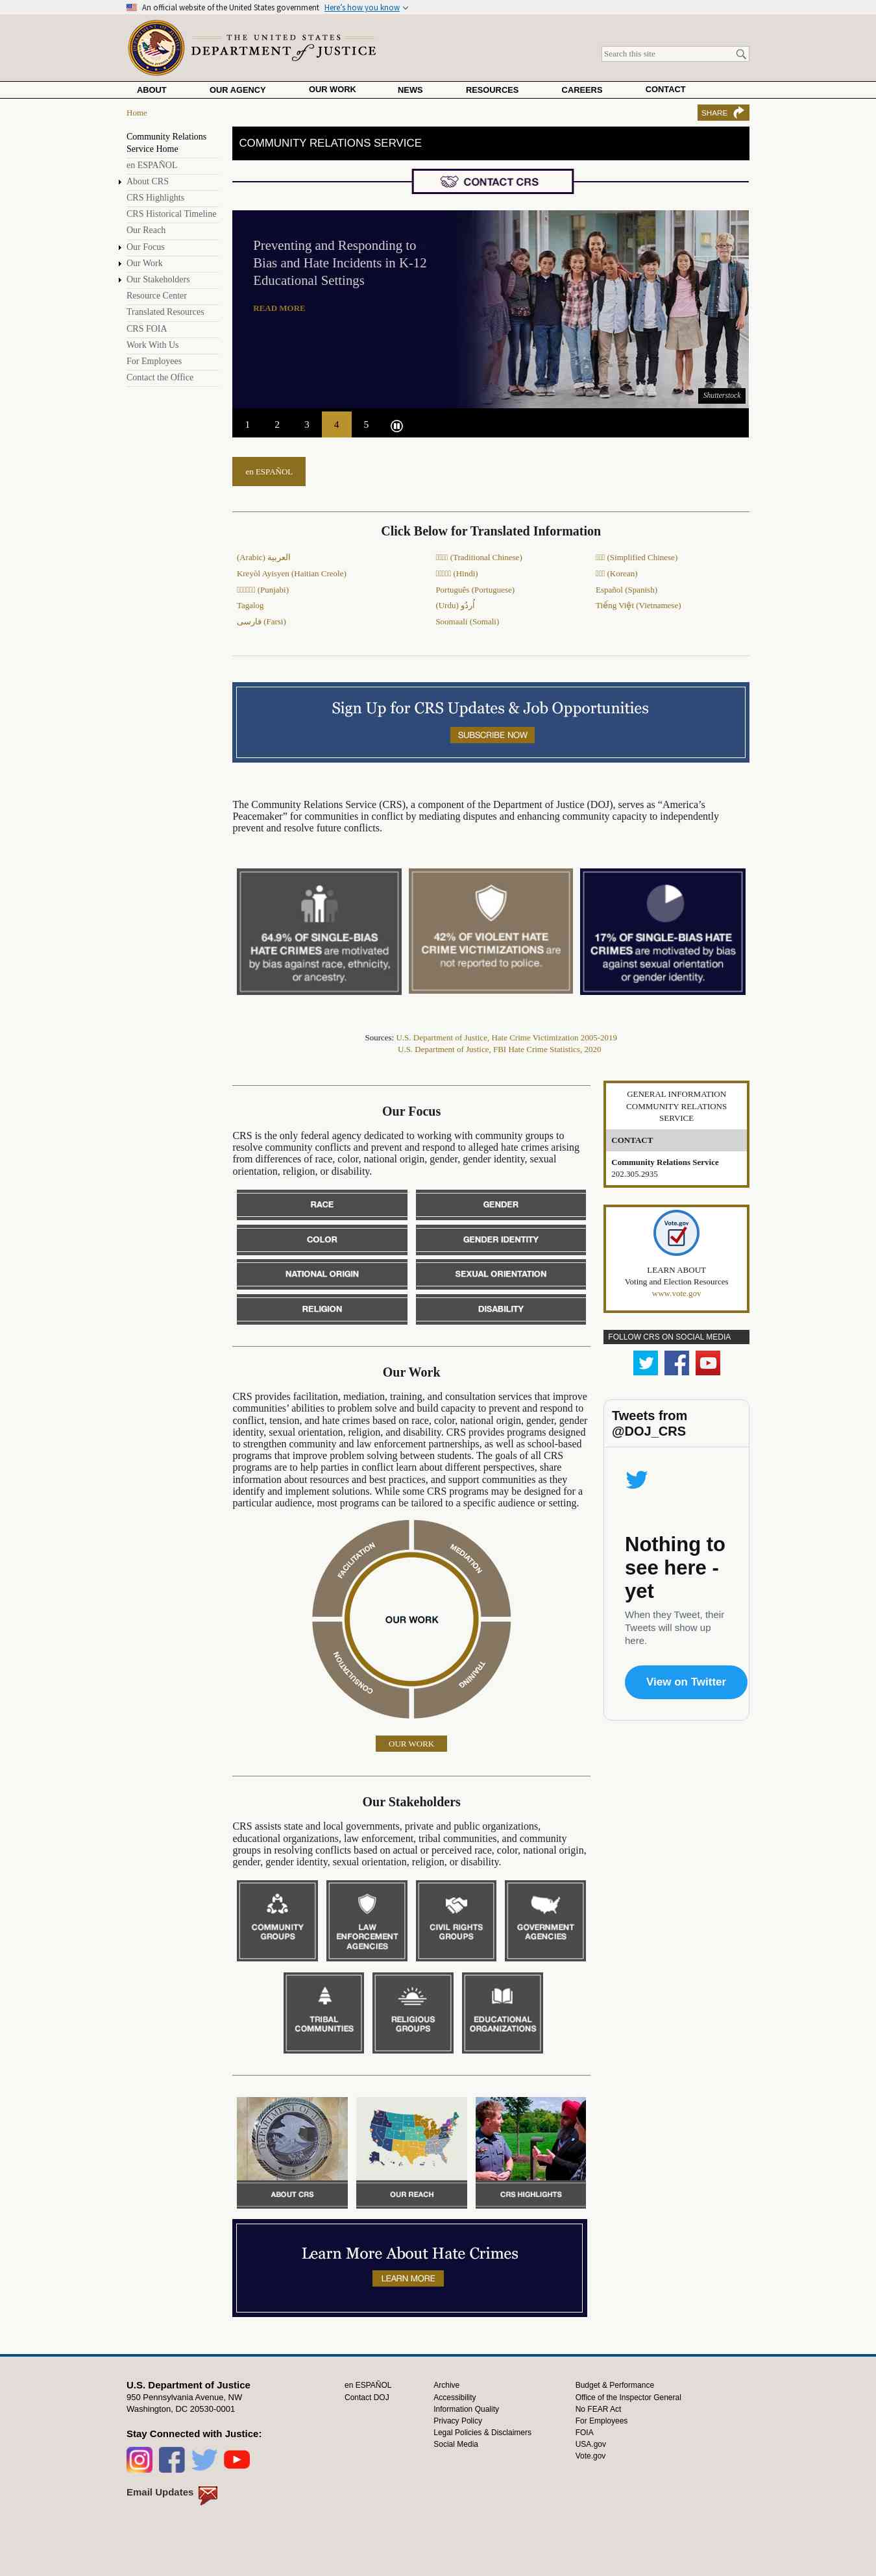 An official website of the United States government Here's how you know
THE UNITED STATES
DEPARTMENT of JUSTICE
Search this site
ABOUT OUR AGENCY OUR WORK NEWS RESOURCES CAREERS CONTACT
Home
SHARE
Community Relations
Service Home
en ESPAÑOL
About CRS
CRS Highlights
CRS Historical Timeline
Our Reach
Our Focus
Our Work
Our Stakeholders
Resource Center
Translated Resources
CRS FOIA
Work With Us
For Employees
Contact the Office
COMMUNITY RELATIONS SERVICE
CONTACT CRS
Preventing and Responding to
Bias and Hate Incidents in K-12
Educational Settings
READ MORE
Shutterstock
1 2 3 4 5
en ESPAÑOL
Click Below for Translated Information
(Arabic) العربية
(Traditional Chinese)
(Simplified Chinese)
Kreyòl Ayisyen (Haitian Creole)
(Hindi)
(Korean)
(Punjabi)
Português (Portuguese)
Español (Spanish)
Tagalog
(Urdu) اُردُو
Tiếng Việt (Vietnamese)
فارسی (Farsi)
Soomaali (Somali)
Sign Up for CRS Updates & Job Opportunities
SUBSCRIBE NOW
The Community Relations Service (CRS), a component of the Department of Justice (DOJ), serves as “America’s
Peacemaker” for communities in conflict by mediating disputes and enhancing community capacity to independently
prevent and resolve future conflicts.
64.9% OF SINGLE-BIAS
HATE CRIMES are motivated
by bias against race, ethnicity,
or ancestry.
42% OF VIOLENT HATE
CRIME VICTIMIZATIONS are
not reported to police.
17% OF SINGLE-BIAS HATE
CRIMES are motivated by bias
against sexual orientation
or gender identity.
Sources: U.S. Department of Justice, Hate Crime Victimization 2005-2019
U.S. Department of Justice, FBI Hate Crime Statistics, 2020
Our Focus
CRS is the only federal agency dedicated to working with community groups to
resolve community conflicts and prevent and respond to alleged hate crimes arising
from differences of race, color, national origin, gender, gender identity, sexual
orientation, religion, or disability.
RACE
GENDER
COLOR
GENDER IDENTITY
NATIONAL ORIGIN
SEXUAL ORIENTATION
RELIGION
DISABILITY
Our Work
CRS provides facilitation, mediation, training, and consultation services that improve
communities’ abilities to problem solve and build capacity to prevent and respond to
conflict, tension, and hate crimes based on race, color, national origin, gender, gender
identity, sexual orientation, religion, and disability. CRS provides programs designed
to strengthen community and law enforcement partnerships, as well as school-based
programs that improve problem solving between students. The goals of all CRS
programs are to help parties in conflict learn about different perspectives, share
information about resources and best practices, and support communities as they
identify and implement solutions. While some CRS programs may be designed for a
particular audience, most programs can be tailored to a specific audience or setting.
FACILITATION
MEDIATION
OUR WORK
CONSULTATION
TRAINING
OUR WORK
Our Stakeholders
CRS assists state and local governments, private and public organizations,
educational organizations, law enforcement, tribal communities, and community
groups in resolving conflicts based on actual or perceived race, color, national origin,
gender, gender identity, sexual orientation, religion, or disability.
COMMUNITY
GROUPS
LAW
ENFORCEMENT
AGENCIES
CIVIL RIGHTS
GROUPS
GOVERNMENT
AGENCIES
TRIBAL
COMMUNITIES
RELIGIOUS
GROUPS
EDUCATIONAL
ORGANIZATIONS
ABOUT CRS
OUR REACH
CRS HIGHLIGHTS
Learn More About Hate Crimes
LEARN MORE
GENERAL INFORMATION
COMMUNITY RELATIONS
SERVICE
CONTACT
Community Relations Service
202.305.2935
Vote.gov
LEARN ABOUT
Voting and Election Resources
www.vote.gov
FOLLOW CRS ON SOCIAL MEDIA
Tweets from
@DOJ_CRS
Nothing to
see here -
yet
When they Tweet, their
Tweets will show up
here.
View on Twitter
U.S. Department of Justice
950 Pennsylvania Avenue, NW
Washington, DC 20530-0001
Stay Connected with Justice:
Email Updates
en ESPAÑOL
Contact DOJ
Archive
Accessibility
Information Quality
Privacy Policy
Legal Policies & Disclaimers
Social Media
Budget & Performance
Office of the Inspector General
No FEAR Act
For Employees
FOIA
USA.gov
Vote.gov